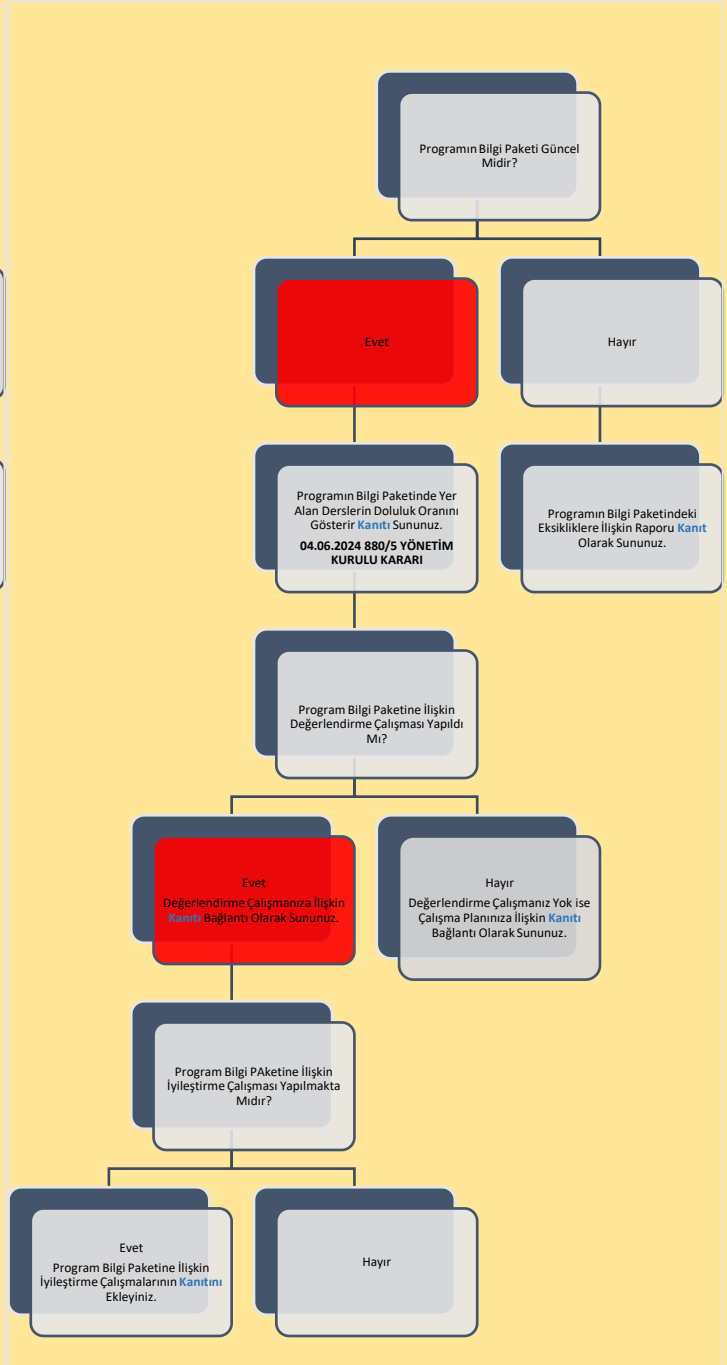 Programın Bilgi Paketi Güncel
Midir?
Evet
Hayır
Programın Bilgi Paketinde Yer
Alan Derslerin Doluluk Oranını
Gösterir Kanıtı Sununuz.
04.06.2024 880/5 YÖNETİM
KURULU KARARI
Programın Bilgi Paketindeki
Eksikliklere İlişkin Raporu Kanıt
Olarak Sununuz.
Program Bilgi Paketine İlişkin
Değerlendirme Çalışması Yapıldı
Mı?
Evet
Değerlendirme Çalışmanıza İlişkin
Kanıtı Bağlantı Olarak Sununuz.
Hayır
Değerlendirme Çalışmanız Yok ise
Çalışma Planınıza İlişkin Kanıtı
Bağlantı Olarak Sununuz.
Program Bilgi PAketine İlişkin
İyileştirme Çalışması Yapılmakta
Mıdır?
Evet
Program Bilgi Paketine İlişkin
İyileştirme Çalışmalarının Kanıtını
Ekleyiniz.
Hayır